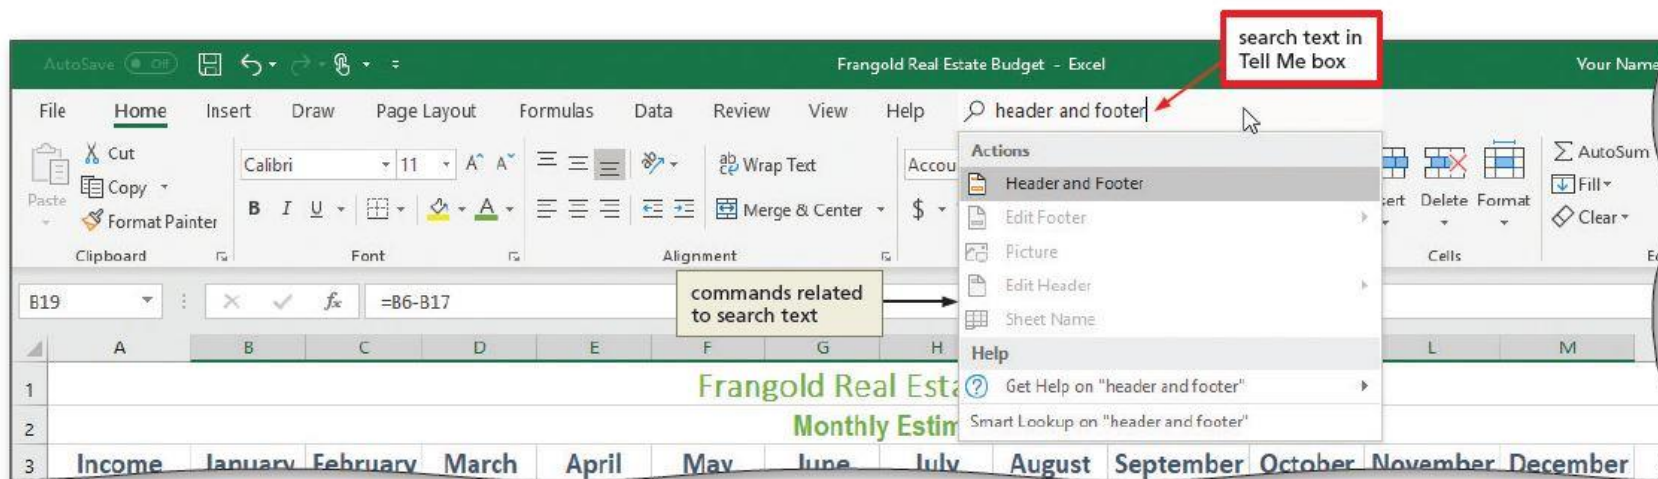 search text in
Tell Me box
AutoSave Off Frangold Real Estate Budget - Excel Your Name
File Home Insert Draw Page Layout Formulas Data Review View Help header and footer
Paste
Cut
Copy
Format Painter
Clipboard
Calibri 11 A A
B I U A
Font
ab Wrap Text
Merge & Center
Alignment
Accou
$
Actions
Header and Footer
Edit Footer
Picture
Edit Header
Sheet Name
Help
Get Help on "header and footer"
Smart Lookup on "header and footer"
sert Delete Format
Cells
∑ AutoSum
Fill
Clear
commands related
to search text
B19 fx =B6-B17
A B C D E F G H L M
1 Frangold Real Esta
2 Monthly Estim
3 Income January February March April May June July August September October November December